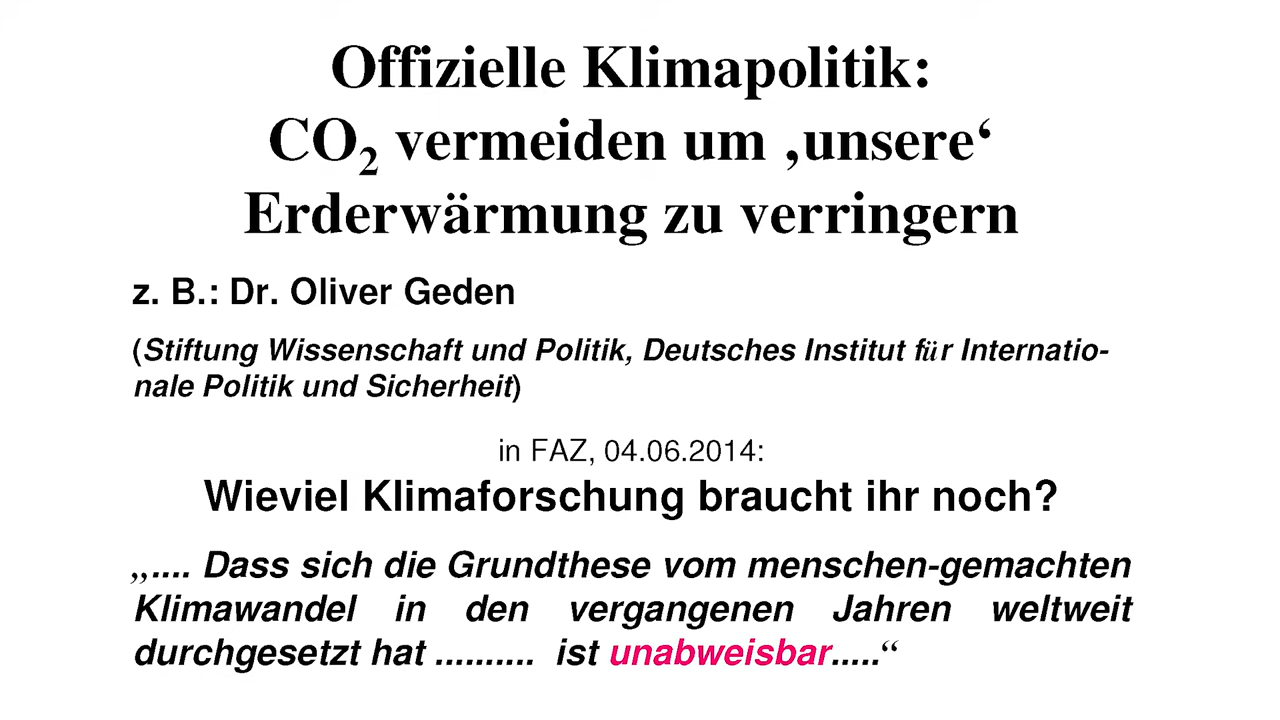 Offizielle Klimapolitik:
CO₂ vermeiden um ‚unsere‘
Erderwärmung zu verringern
z. B.: Dr. Oliver Geden
(Stiftung Wissenschaft und Politik, Deutsches Institut für Internatio-
nale Politik und Sicherheit)
in FAZ, 04.06.2014:
Wieviel Klimaforschung braucht ihr noch?
„.... Dass sich die Grundthese vom menschen-gemachten
Klimawandel in den vergangenen Jahren weltweit
durchgesetzt hat .......... ist unabweisbar.....“